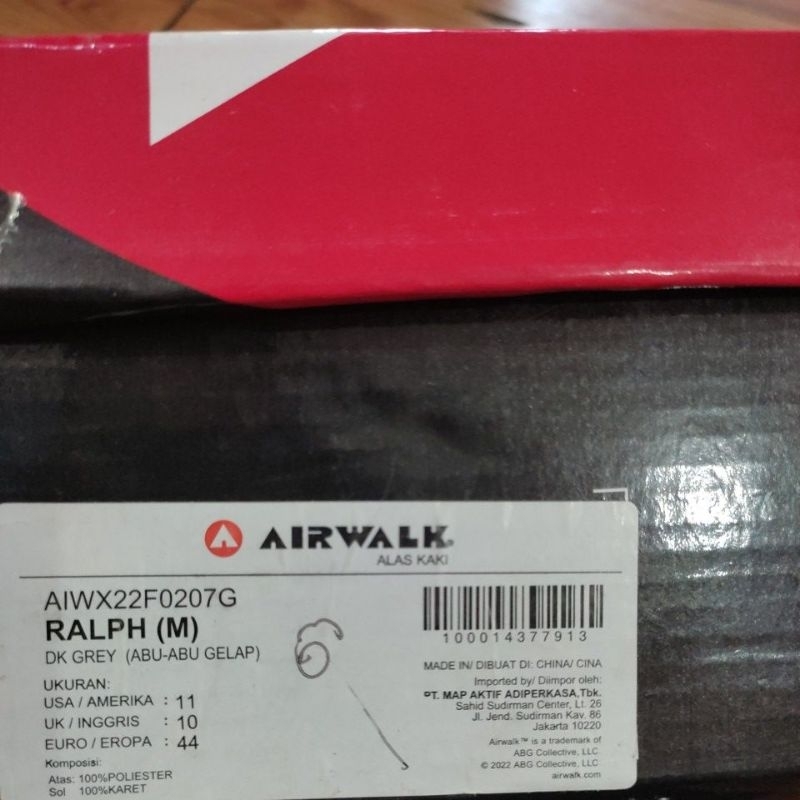 AIRWALK
ALAS KAKI
AIWX22F0207G
RALPH (M)
DK GREY (ABU-ABU GELAP)
UKURAN:
USA / AMERIKA : 11
UK / INGGRIS : 10
EURO / EROPA : 44
Komposisi:
Atas: 100%POLIESTER
Sol 100%KARET
100014377913
MADE IN/ DIBUAT DI: CHINA/ CINA
Imported by/ Diimpor oleh:
PT. MAP AKTIF ADIPERKASA,Tbk.
Sahid Sudirman Center, Lt. 26
Jl. Jend. Sudirman Kav. 86
Jakarta 10220
Airwalk™ is a trademark of
ABG Collective, LLC
© 2022 ABG Collective, LLC
airwalk.com